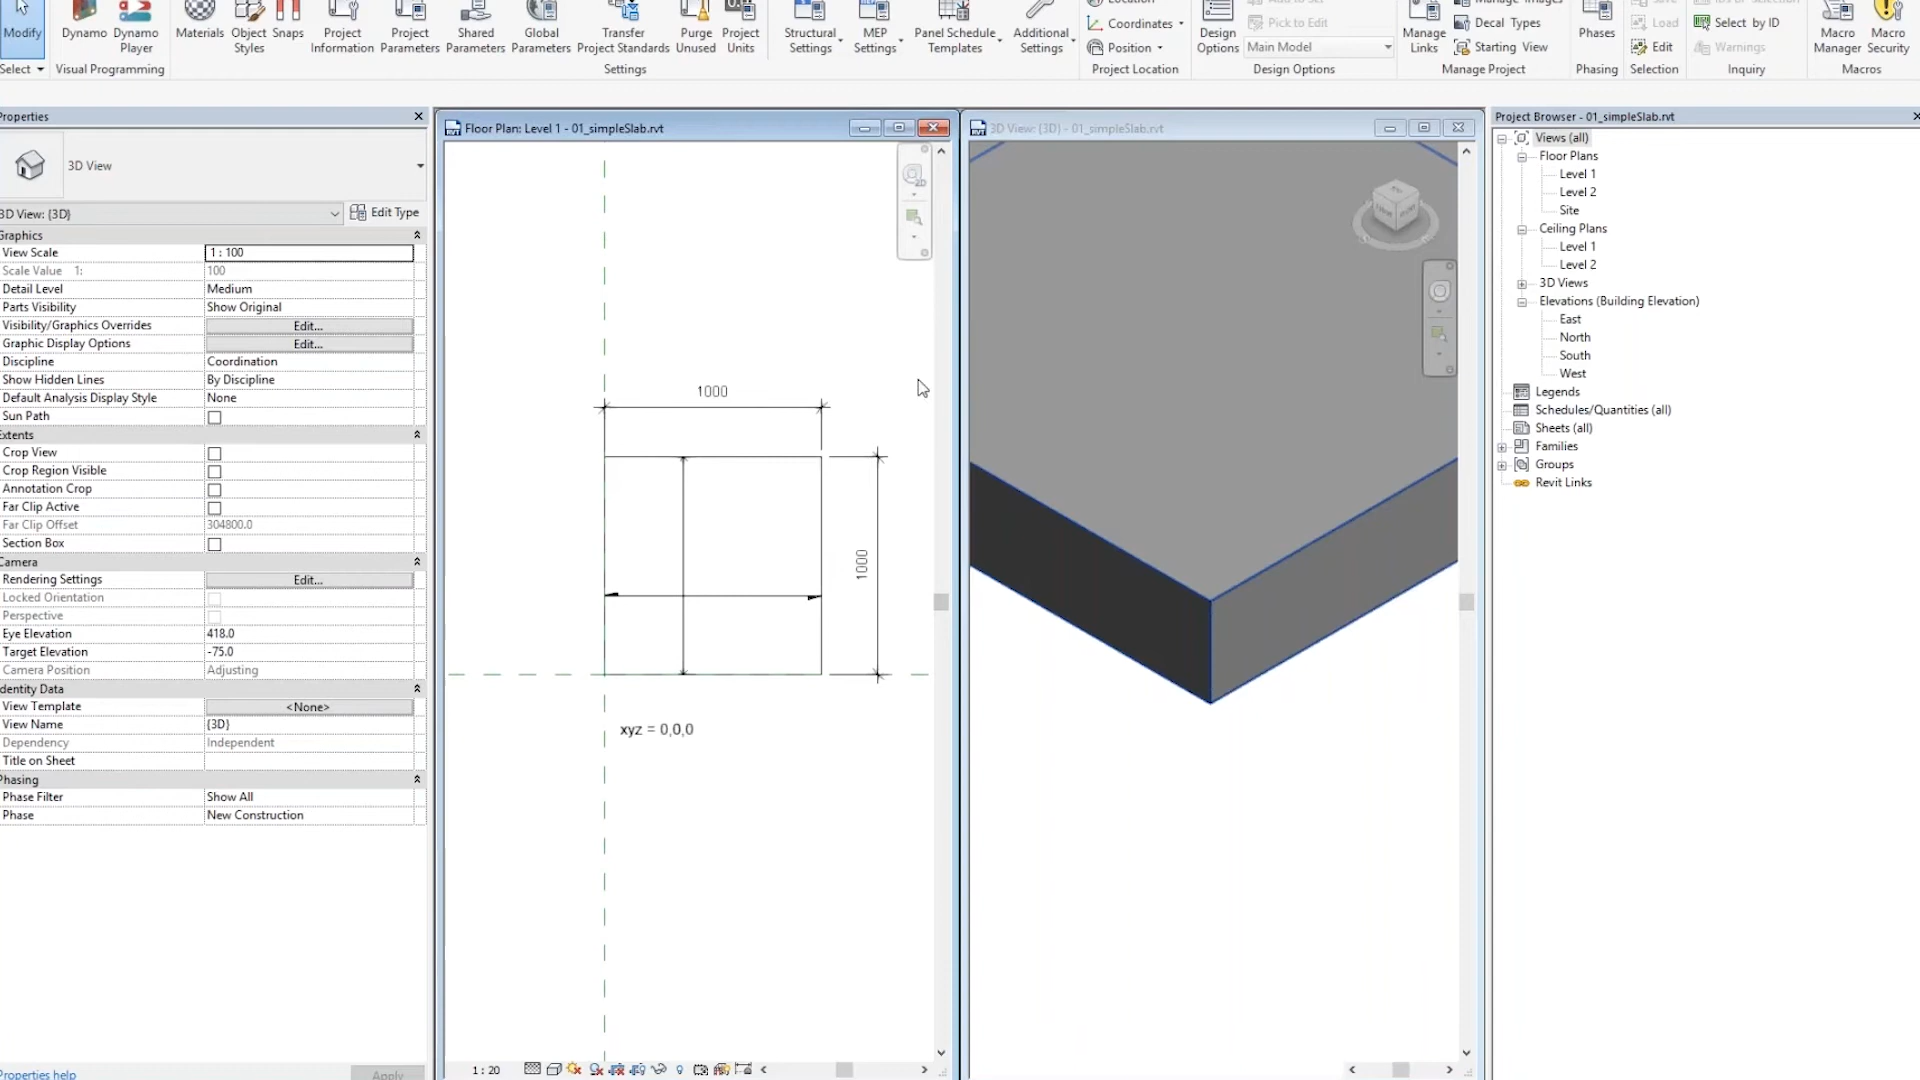 Modify
Select
Dynamo
Dynamo Player
Visual Programming
Materials
Object Styles
Snaps
Project Information
Project Parameters
Shared Parameters
Global Parameters
Transfer Project Standards
Purge Unused
Project Units
Settings
Structural Settings
MEP Settings
Panel Schedule Templates
Additional Settings
Coordinates
Position
Project Location
Design Options
Pick to Edit
Main Model
Design Options
Manage Links
Decal Types
Starting View
Manage Project
Phases
Phasing
Load
Edit
Selection
Select by ID
Warnings
Inquiry
Macro Manager
Macro Security
Macros
Properties
3D View
3D View: {3D}
Edit Type
Graphics
View Scale 1 : 100
Scale Value 1: 100
Detail Level Medium
Parts Visibility Show Original
Visibility/Graphics Overrides Edit...
Graphic Display Options Edit...
Discipline Coordination
Show Hidden Lines By Discipline
Default Analysis Display Style None
Sun Path
Extents
Crop View
Crop Region Visible
Annotation Crop
Far Clip Active
Far Clip Offset 304800.0
Section Box
Camera
Rendering Settings Edit...
Locked Orientation
Perspective
Eye Elevation 418.0
Target Elevation -75.0
Camera Position Adjusting
Identity Data
View Template <None>
View Name {3D}
Dependency Independent
Title on Sheet
Phasing
Phase Filter Show All
Phase New Construction
Properties help
Apply
Floor Plan: Level 1 - 01_simpleSlab.rvt
2D
1000
1000
xyz = 0,0,0
1 : 20
3D View: {3D} - 01_simpleSlab.rvt
Project Browser - 01_simpleSlab.rvt
Views (all)
Floor Plans
Level 1
Level 2
Site
Ceiling Plans
Level 1
Level 2
3D Views
Elevations (Building Elevation)
East
North
South
West
Legends
Schedules/Quantities (all)
Sheets (all)
Families
Groups
Revit Links